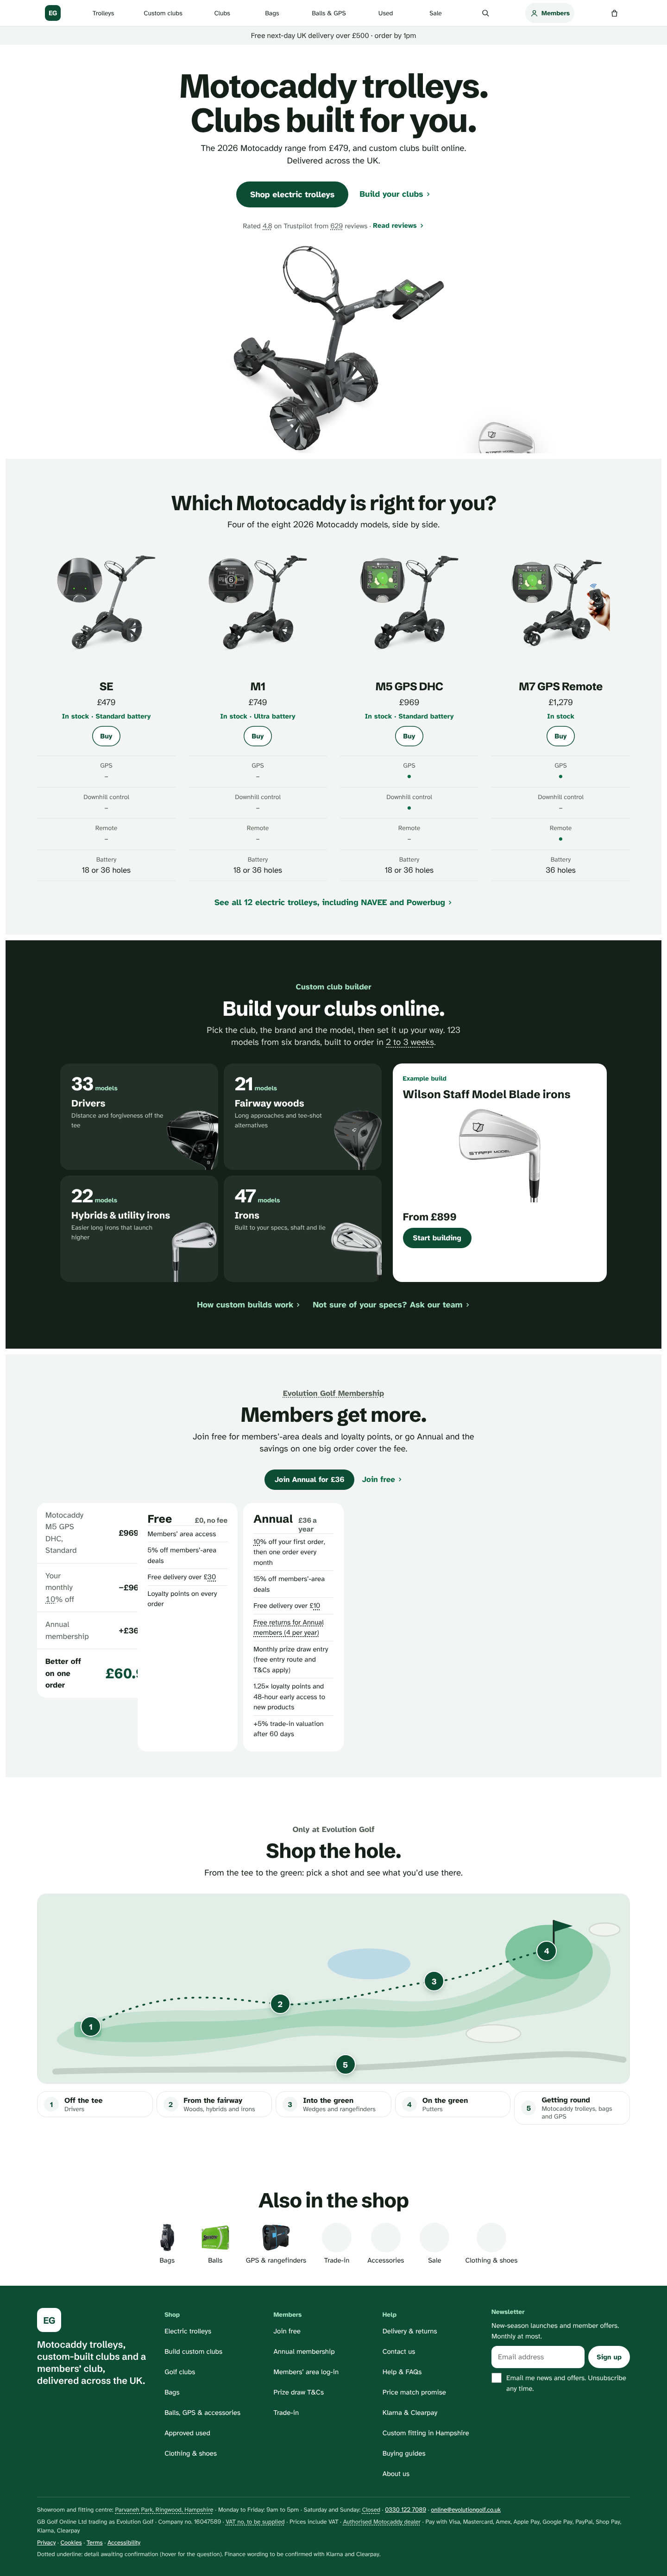 EG
Trolleys
Custom clubs
Clubs
Bags
Balls & GPS
Used
Sale
Members
Free next-day UK delivery over £500 · order by 1pm
Motocaddy trolleys.
Clubs built for you.
The 2026 Motocaddy range from £479, and custom clubs built online.
Delivered across the UK.
Shop electric trolleys
Build your clubs ›
Rated 4.8 on Trustpilot from 629 reviews · Read reviews ›
Which Motocaddy is right for you?
Four of the eight 2026 Motocaddy models, side by side.
SE
£479
In stock · Standard battery
Buy
GPS
–
Downhill control
–
Remote
–
Battery
18 or 36 holes
M1
£749
In stock · Ultra battery
Buy
GPS
–
Downhill control
–
Remote
–
Battery
18 or 36 holes
M5 GPS DHC
£969
In stock · Standard battery
Buy
GPS
•
Downhill control
•
Remote
–
Battery
18 or 36 holes
M7 GPS Remote
£1,279
In stock
Buy
GPS
•
Downhill control
–
Remote
•
Battery
36 holes
See all 12 electric trolleys, including NAVEE and Powerbug ›
Custom club builder
Build your clubs online.
Pick the club, the brand and the model, then set it up your way. 123
models from six brands, built to order in 2 to 3 weeks.
33 models
Drivers
Distance and forgiveness off the
tee
21 models
Fairway woods
Long approaches and tee-shot
alternatives
22 models
Hybrids & utility irons
Easier long irons that launch
higher
47 models
Irons
Built to your specs, shaft and lie
Example build
Wilson Staff Model Blade irons
STAFF MODEL
From £899
Start building
How custom builds work ›
Not sure of your specs? Ask our team ›
Evolution Golf Membership
Members get more.
Join free for members'-area deals and loyalty points, or go Annual and the
savings on one big order cover the fee.
Join Annual for £36
Join free ›
Motocaddy
M5 GPS
DHC,
Standard
£969
Your
monthly
10% off
−£96
Annual
membership
+£36
Better off
on one
order
£60.
Free
£0, no fee
Members' area access
5% off members'-area
deals
Free delivery over £30
Loyalty points on every
order
Annual
£36 a
year
10% off your first order,
then one order every
month
15% off members'-area
deals
Free delivery over £10
Free returns for Annual
members (4 per year)
Monthly prize draw entry
(free entry route and
T&Cs apply)
1.25× loyalty points and
48-hour early access to
new products
+5% trade-in valuation
after 60 days
Only at Evolution Golf
Shop the hole.
From the tee to the green: pick a shot and see what you'd use there.
1
2
3
4
5
1
Off the tee
Drivers
2
From the fairway
Woods, hybrids and irons
3
Into the green
Wedges and rangefinders
4
On the green
Putters
5
Getting round
Motocaddy trolleys, bags
and GPS
Also in the shop
Bags
Balls
GPS & rangefinders
Trade-in
Accessories
Sale
Clothing & shoes
EG
Motocaddy trolleys,
custom-built clubs and a
members' club,
delivered across the UK.
Shop
Electric trolleys
Build custom clubs
Golf clubs
Bags
Balls, GPS & accessories
Approved used
Clothing & shoes
Members
Join free
Annual membership
Members' area log-in
Prize draw T&Cs
Trade-in
Help
Delivery & returns
Contact us
Help & FAQs
Price match promise
Klarna & Clearpay
Custom fitting in Hampshire
Buying guides
About us
Newsletter
New-season launches and member offers.
Monthly at most.
Email address
Sign up
Email me news and offers. Unsubscribe
any time.
Showroom and fitting centre: Parvaneh Park, Ringwood, Hampshire · Monday to Friday: 9am to 5pm · Saturday and Sunday: Closed · 0330 122 7089 · online@evolutiongolf.co.uk
GB Golf Online Ltd trading as Evolution Golf · Company no. 16047589 · VAT no. to be supplied · Prices include VAT · Authorised Motocaddy dealer · Pay with Visa, Mastercard, Amex, Apple Pay, Google Pay, PayPal, Shop Pay,
Klarna, Clearpay
Privacy · Cookies · Terms · Accessibility
Dotted underline: detail awaiting confirmation (hover for the question). Finance wording to be confirmed with Klarna and Clearpay.